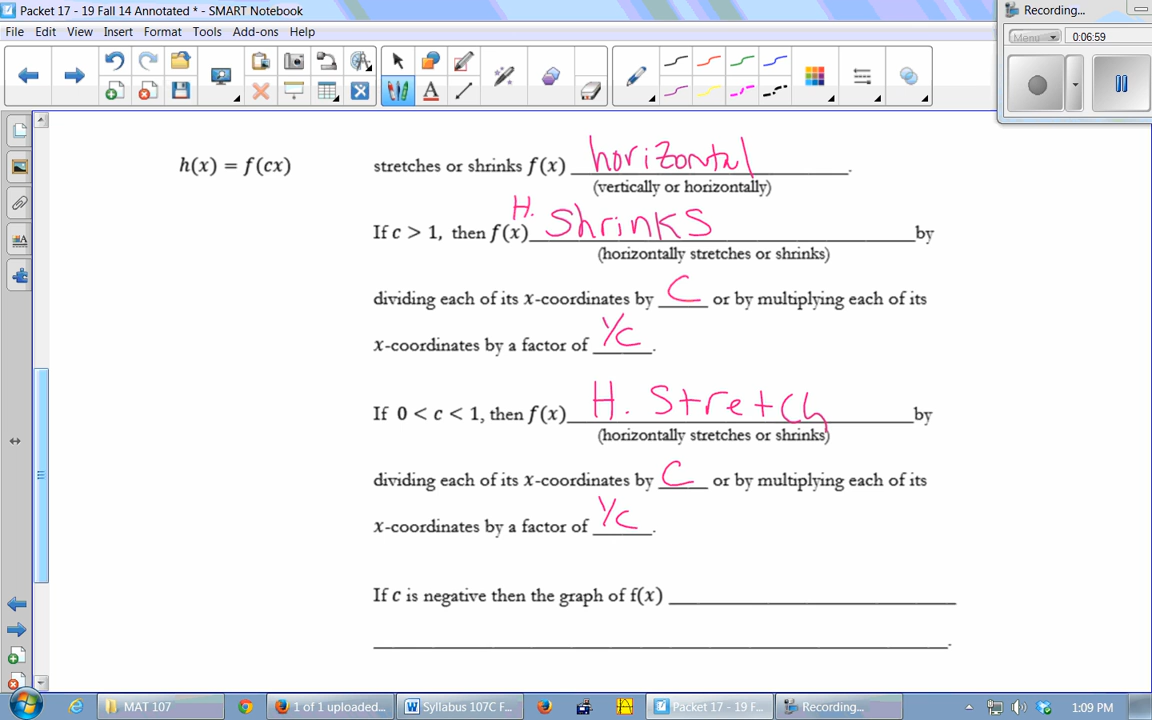 Packet 17 - 19 Fall 14 Annotated * - SMART Notebook
Recording...
File Edit View Insert Format Tools Add-ons Help
Menu
0:06:59
h(x) = f(cx)
stretches or shrinks f(x) horizontal.
(vertically or horizontally)
H.
If c > 1, then f(x) Shrinks by
(horizontally stretches or shrinks)
dividing each of its x-coordinates by C or by multiplying each of its
x-coordinates by a factor of 1/C.
If 0 < c < 1, then f(x) H. Stretch by
(horizontally stretches or shrinks)
dividing each of its x-coordinates by C or by multiplying each of its
x-coordinates by a factor of 1/C.
If c is negative then the graph of f(x) ____
____.
MAT 107
1 of 1 uploaded...
Syllabus 107C F...
Packet 17 - 19 F...
Recording...
1:09 PM